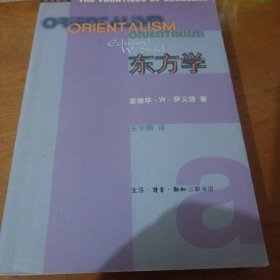 THE FRONTIERS OF ACADEMIA
ORIENTALISM
ORIENTALISM
ORIENTALISM
Edward
W. Said
东方学
爱德华·W·萨义德 著
王宇根 译
生活·读书·新知三联书店
a